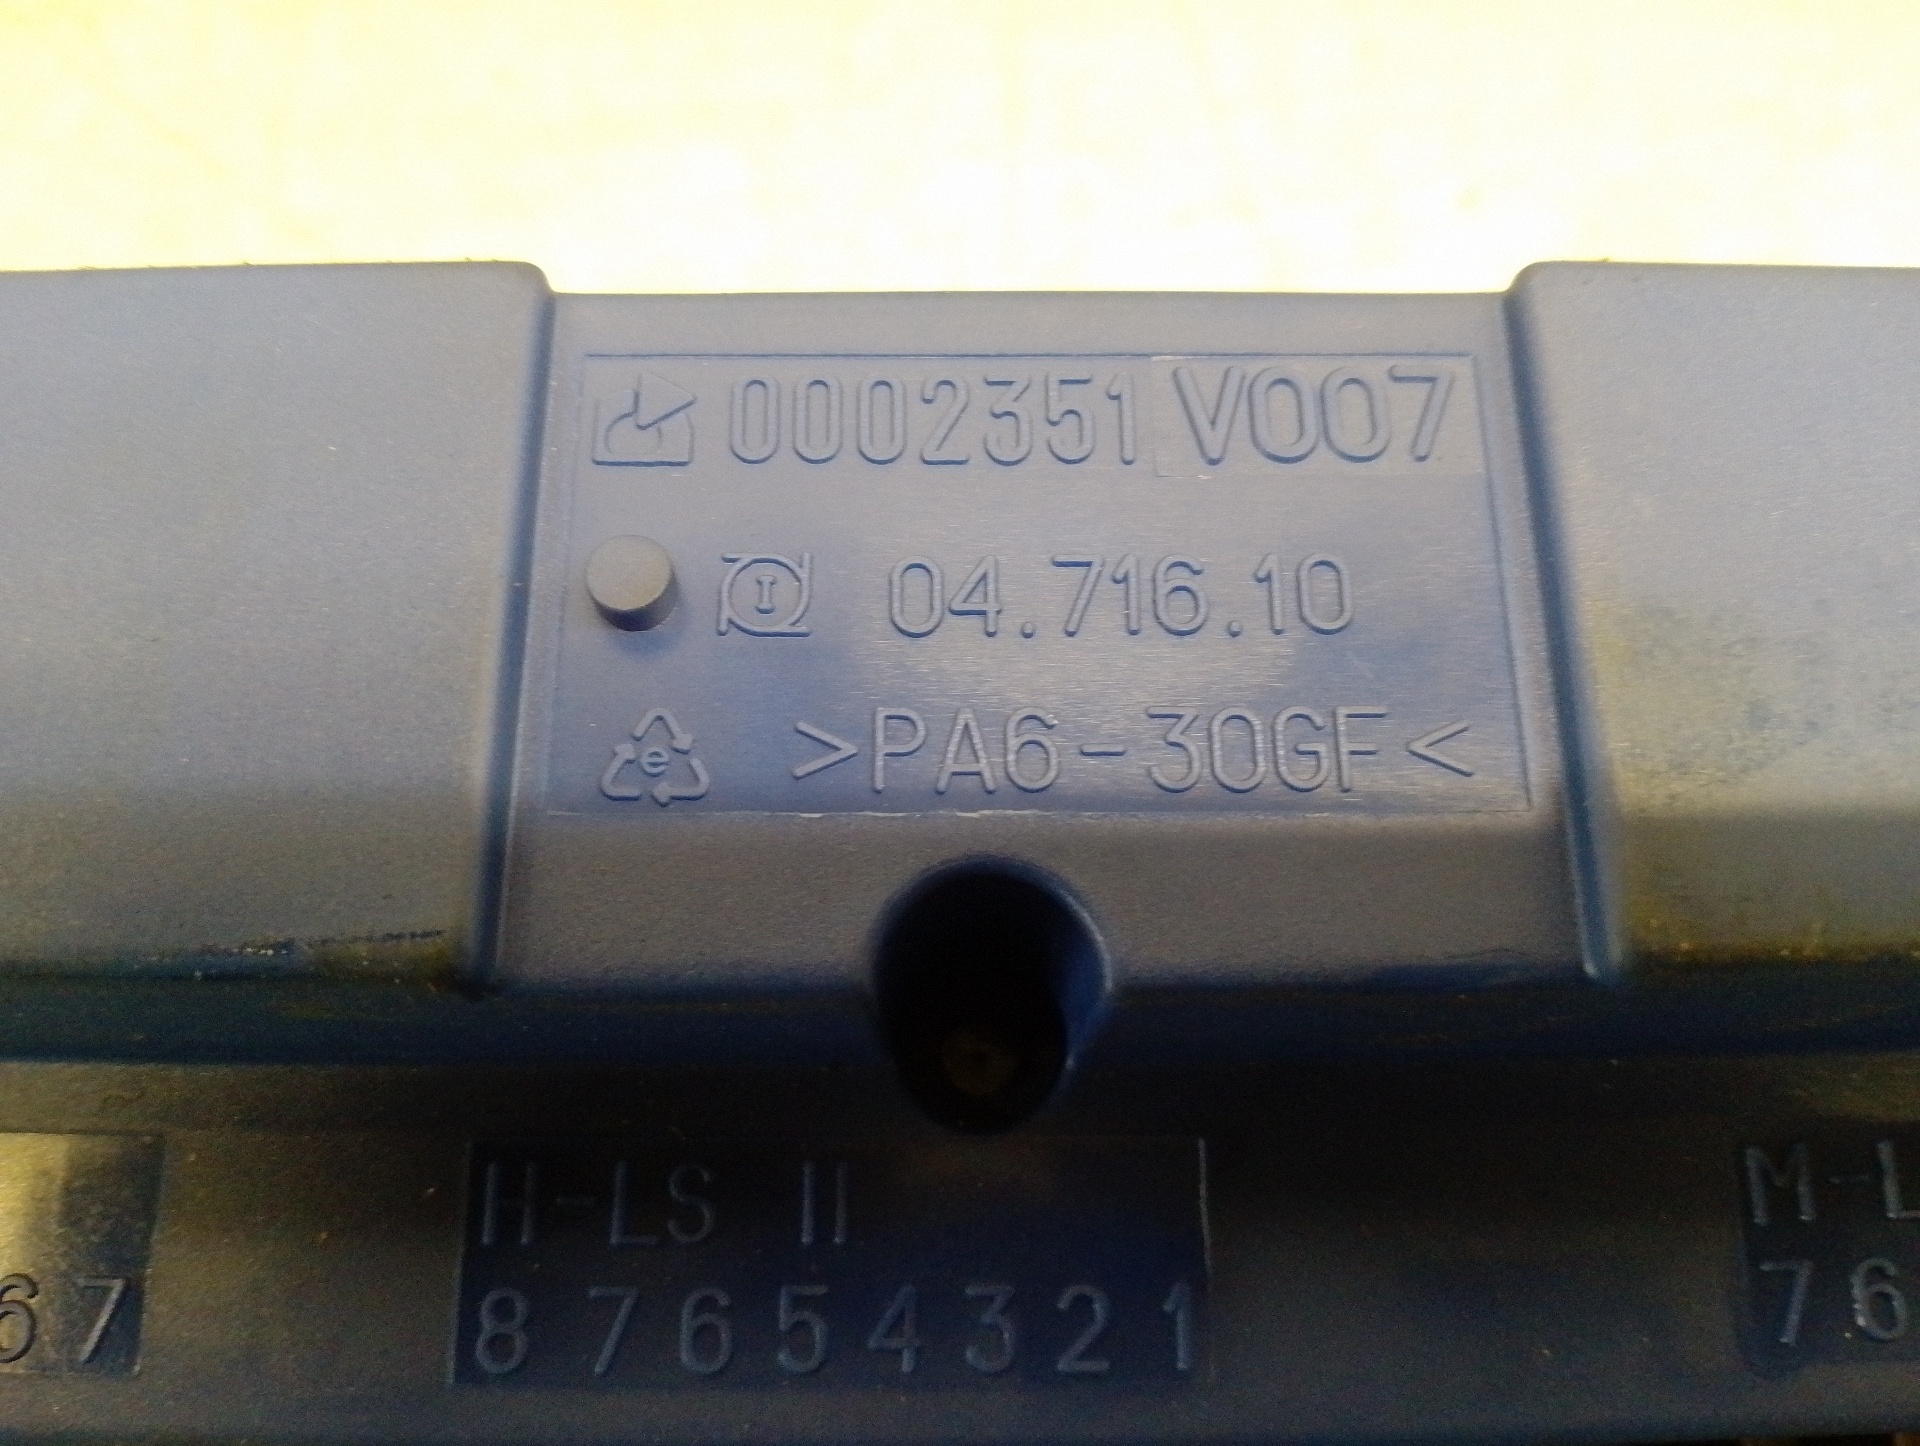 0002351 V007
I 04.716.10
e >PA6-30GF<
H-LS II M-L
67 87654321 76